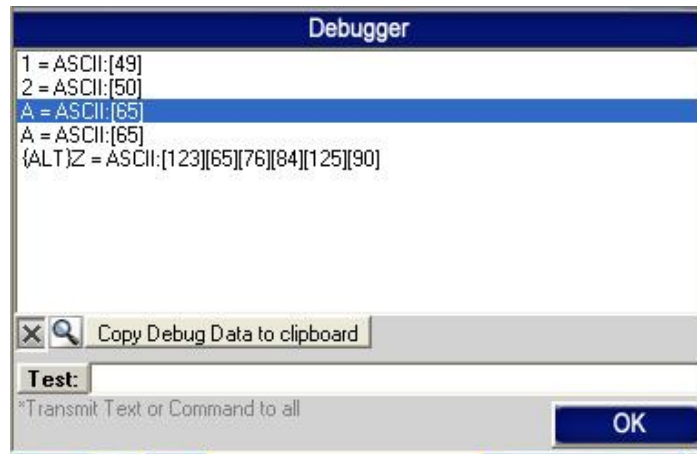 Debugger
1 = ASCII:[49]
2 = ASCII:[50]
A = ASCII:[65]
A = ASCII:[65]
{ALT}Z = ASCII:[123][65][76][84][125][90]
Copy Debug Data to clipboard
Test:
*Transmit Text or Command to all
OK